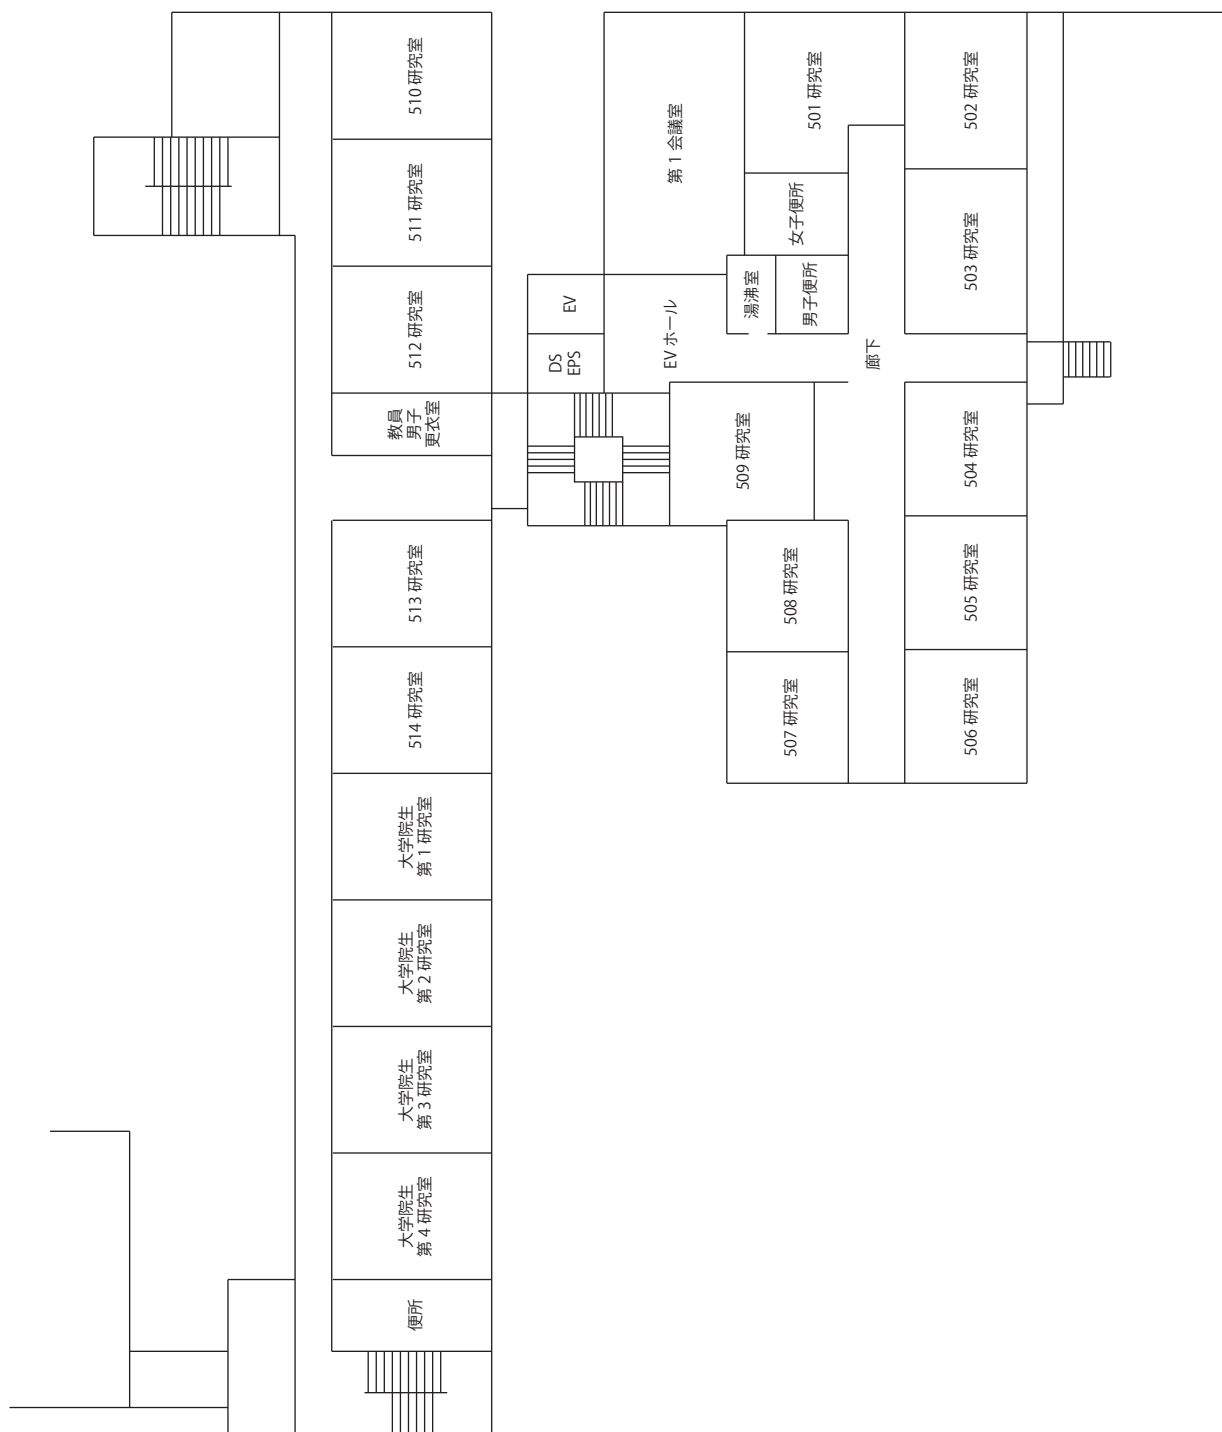 510 研究室
511 研究室
512 研究室
教員
男子
更衣室
513 研究室
514 研究室
大学院生
第 1 研究室
大学院生
第 2 研究室
大学院生
第 3 研究室
大学院生
第 4 研究室
便所
EV
DS
EPS
EV ホール
第 1 会議室
湯沸室
女子便所
男子便所
501 研究室
502 研究室
503 研究室
廊下
504 研究室
505 研究室
506 研究室
507 研究室
508 研究室
509 研究室